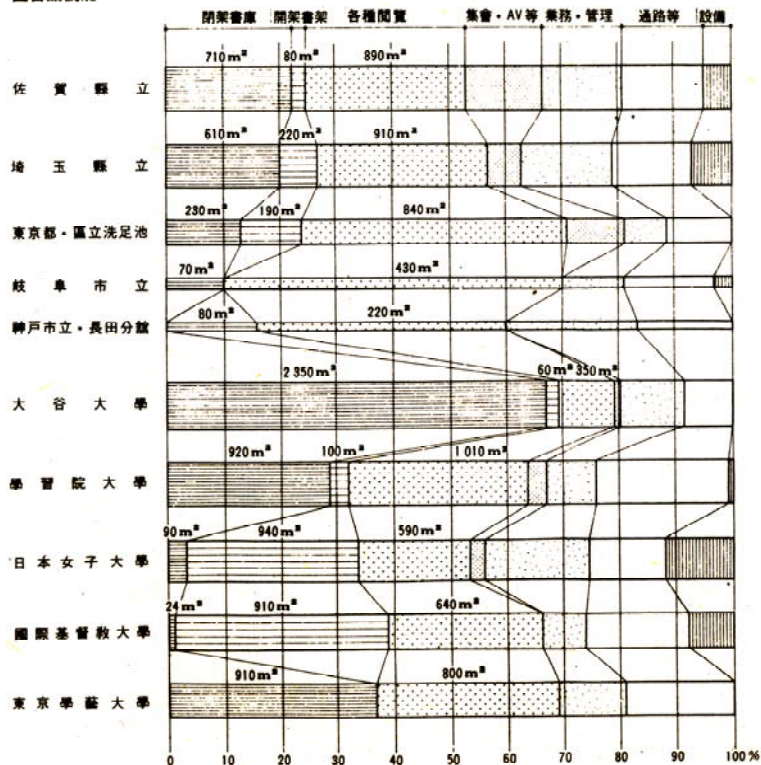 閉架書庫 開架書架 各種閲覽 集會・AV等 業務・管理 通路等 設備
710m² 80m² 890m²
佐賀縣立
610m² 220m² 910m²
埼玉縣立
230m² 190m² 840m²
東京都・區立洗足池
70m² 430m²
岐阜市立
80m² 220m²
神戸市立・長田分館
2 350m² 60m² 350m²
大谷大學
920m² 100m² 1 010m²
學習院大學
90m² 940m² 590m²
日本女子大學
24m² 910m² 640m²
國際基督教大學
910m² 800m²
東京學藝大學
0 10 20 30 40 50 60 70 80 90 100%